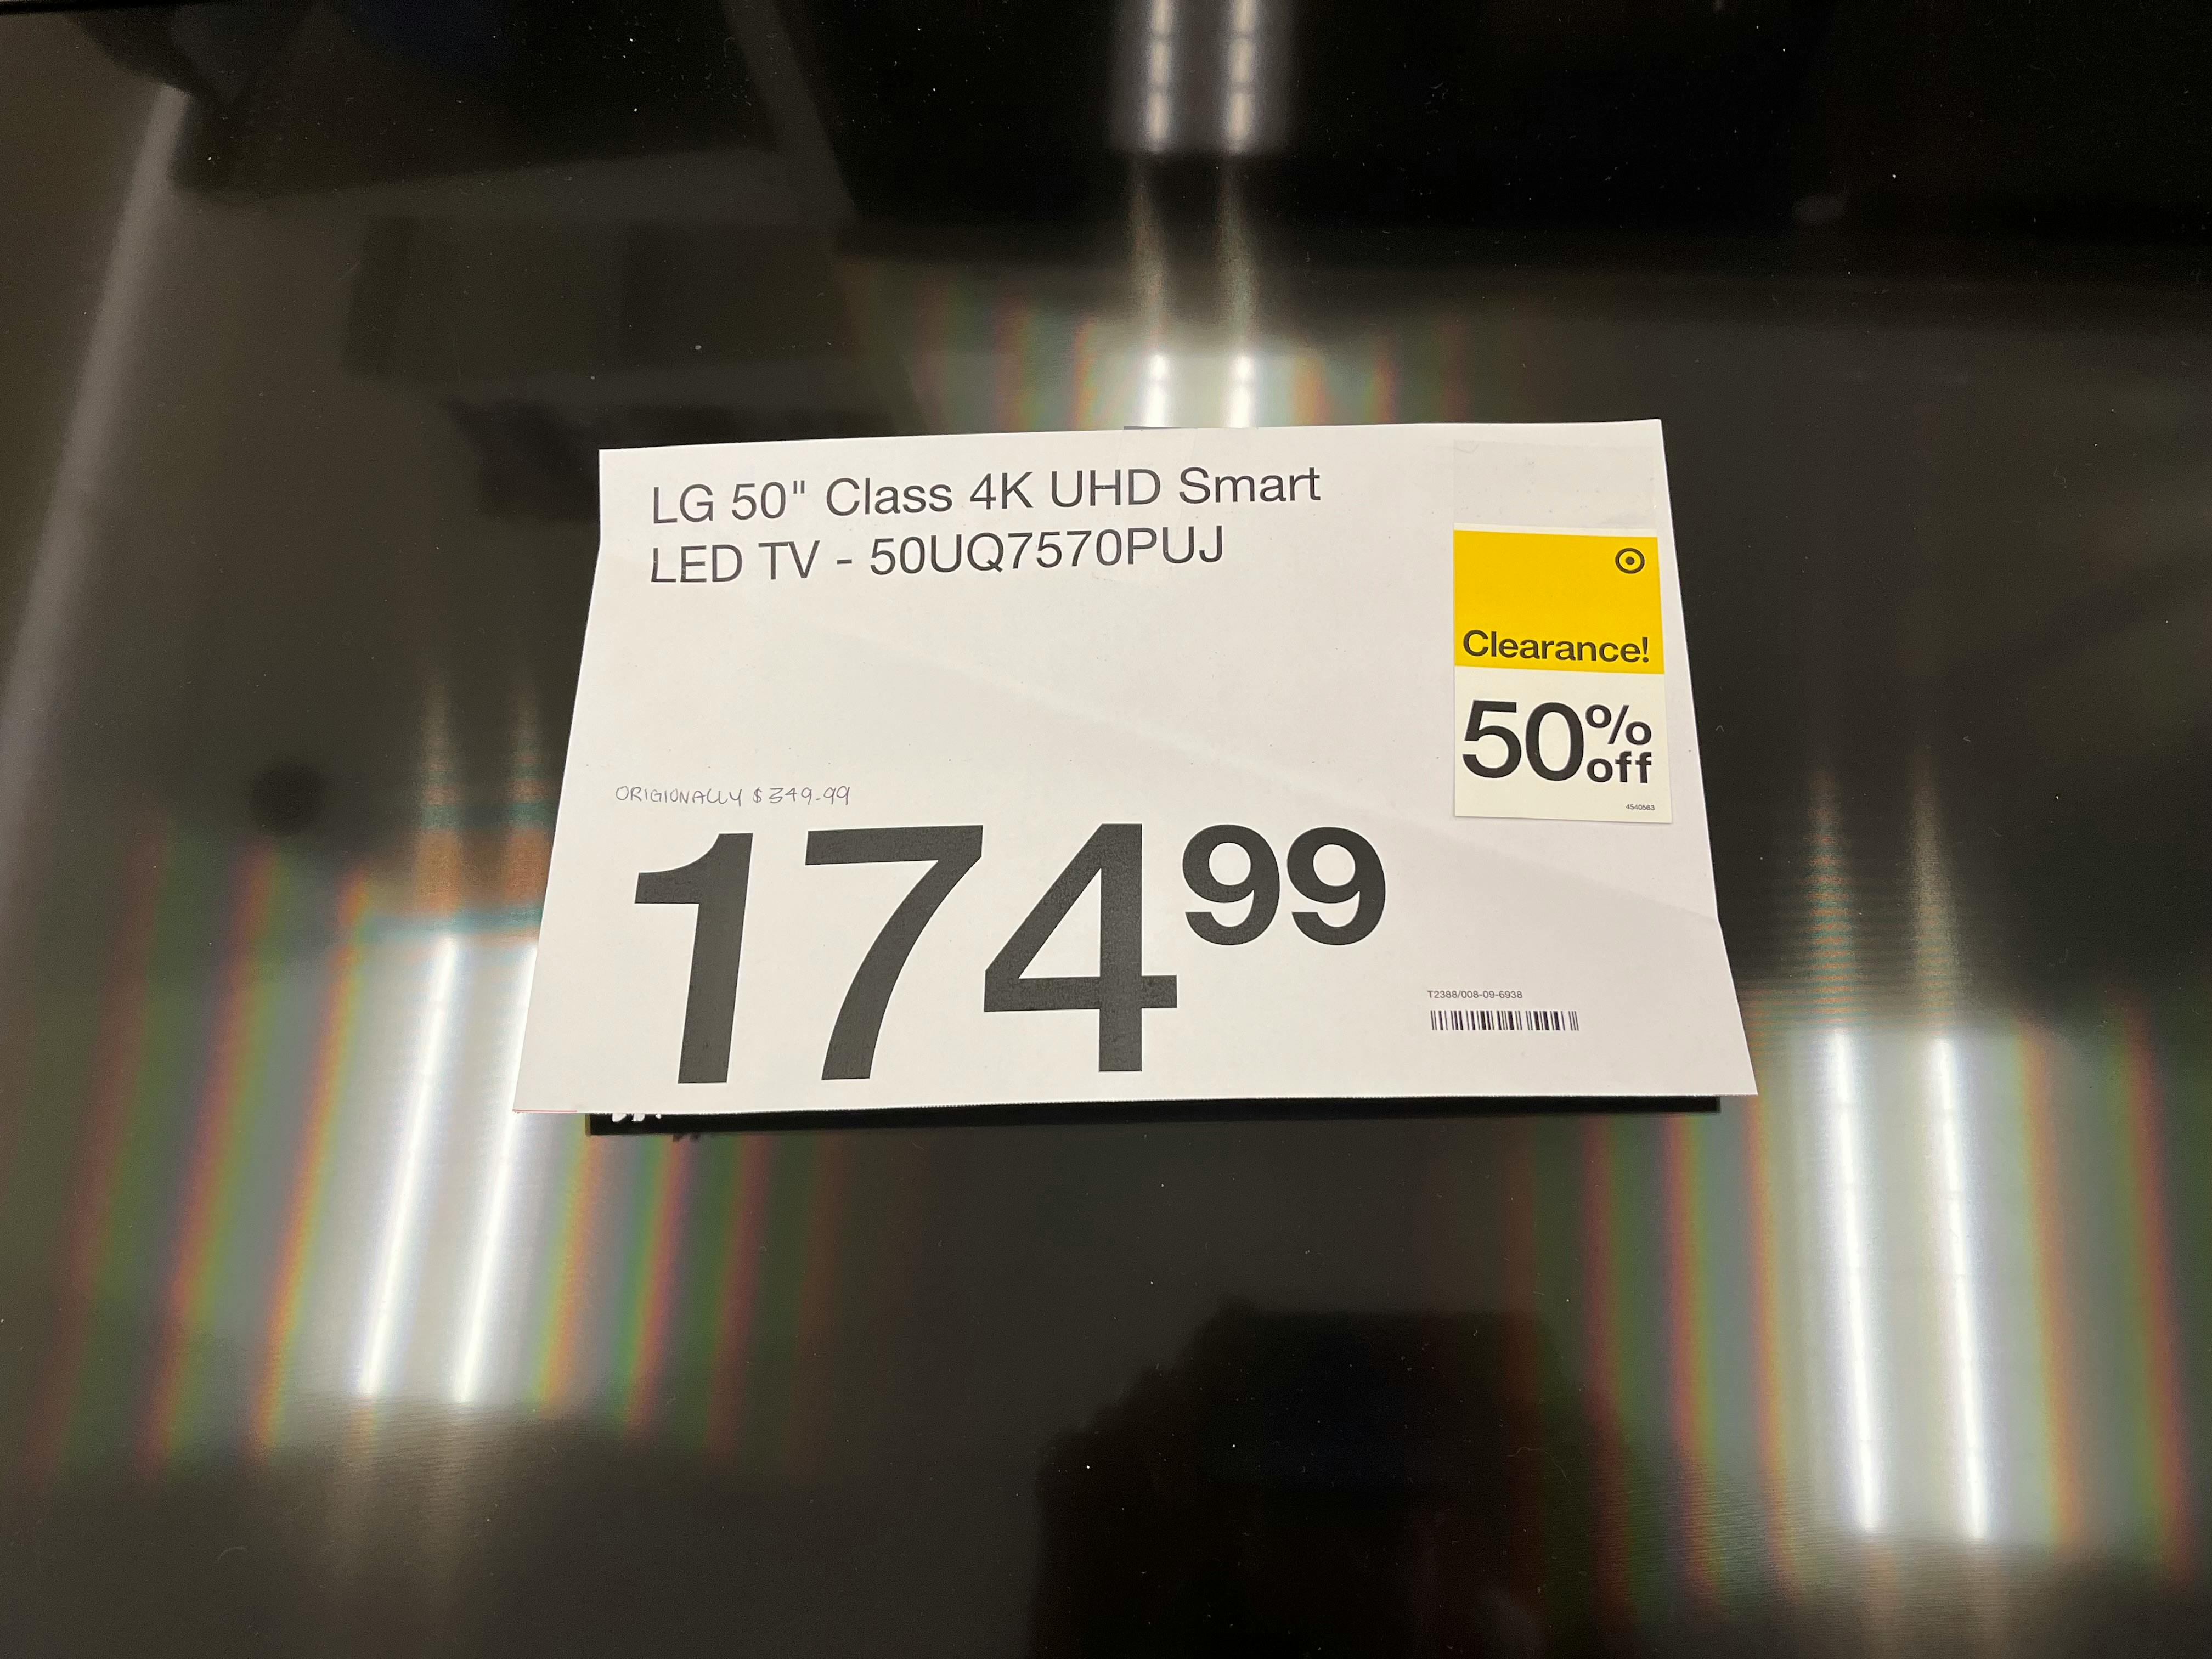 LG 50" Class 4K UHD Smart
LED TV - 50UQ7570PUJ
Clearance!
50% off
4540563
ORIGIONALLY $349.99
174 99
T2388/008-09-6938